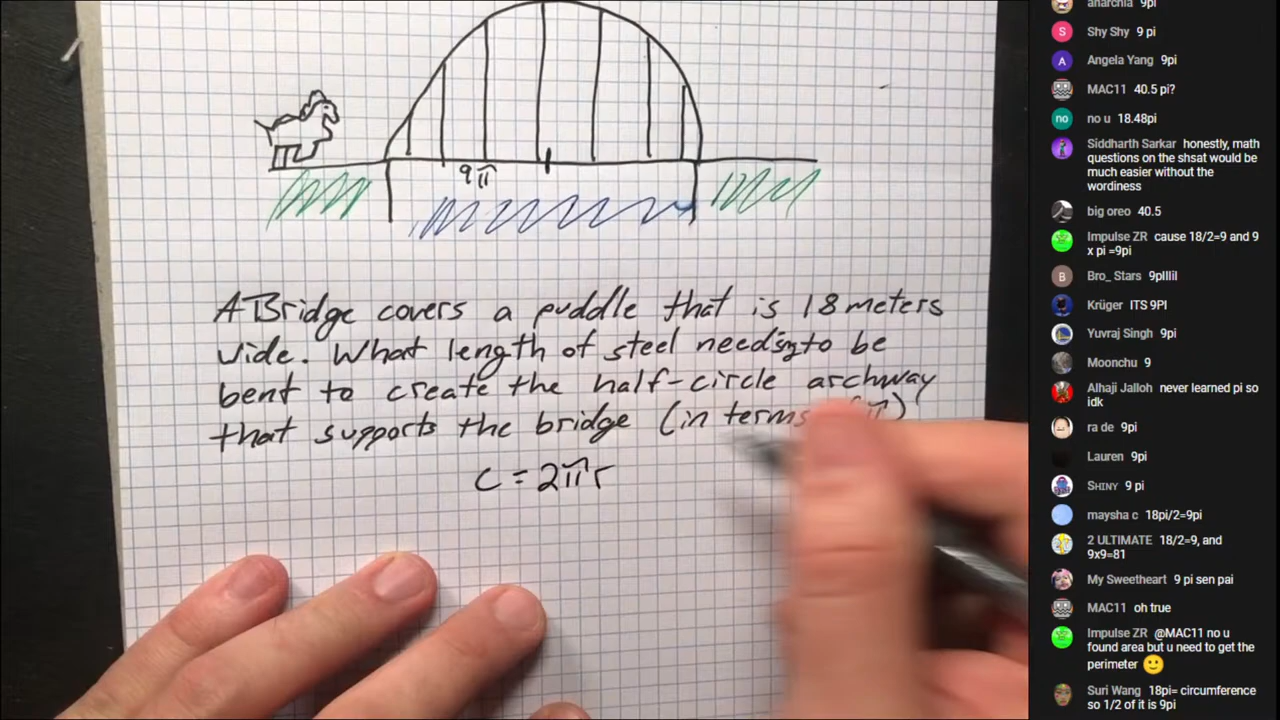 9π
A Bridge covers a puddle that is 18 meters
wide. What length of steel needs to be
bent to create the half-circle archway
that supports the bridge (in terms π)
C = 2πr
anarchia 9pi
Shy Shy 9 pi
Angela Yang 9pi
MAC11 40.5 pi?
no u 18.48pi
Siddharth Sarkar honestly, math
questions on the shsat would be
much easier without the
wordiness
big oreo 40.5
Impulse ZR cause 18/2=9 and 9
x pi =9pi
Bro_ Stars 9pIIIiI
Krüger ITS 9PI
Yuvraj Singh 9pi
Moonchu 9
Alhaji Jalloh never learned pi so
idk
ra de 9pi
Lauren 9pi
SHINY 9 pi
maysha c 18pi/2=9pi
2 ULTIMATE 18/2=9, and
9x9=81
My Sweetheart 9 pi sen pai
MAC11 oh true
Impulse ZR @MAC11 no u
found area but u need to get the
perimeter 🙂
Suri Wang 18pi= circumference
so 1/2 of it is 9pi
S
A
no
B